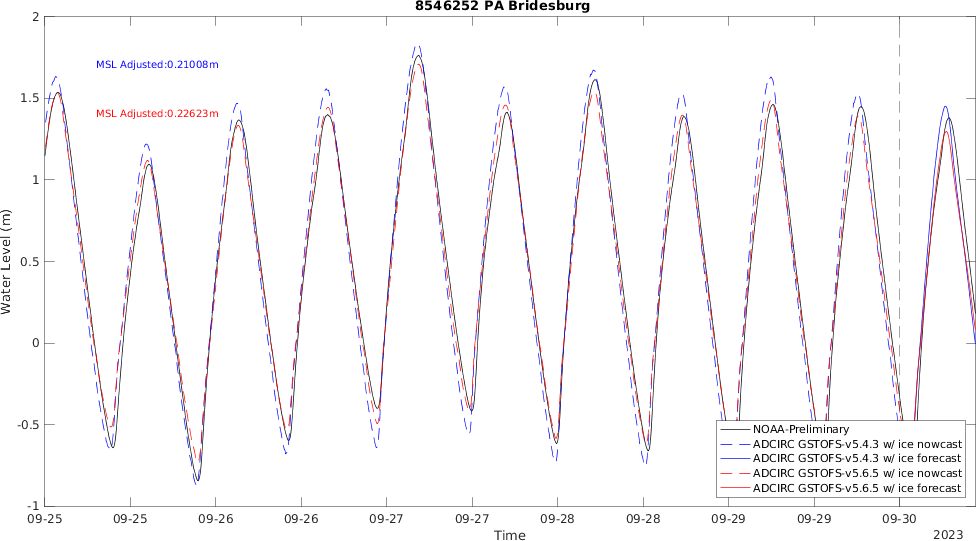 8546252 PA Bridesburg
2
1.5
1
0.5
0
-0.5
-1
Water Level (m)
MSL Adjusted:0.21008m
MSL Adjusted:0.22623m
NOAA-Preliminary
ADCIRC GSTOFS-v5.4.3 w/ ice nowcast
ADCIRC GSTOFS-v5.4.3 w/ ice forecast
ADCIRC GSTOFS-v5.6.5 w/ ice nowcast
ADCIRC GSTOFS-v5.6.5 w/ ice forecast
09-25 09-25 09-26 09-26 09-27 09-27 09-28 09-28 09-29 09-29 09-30
Time
2023